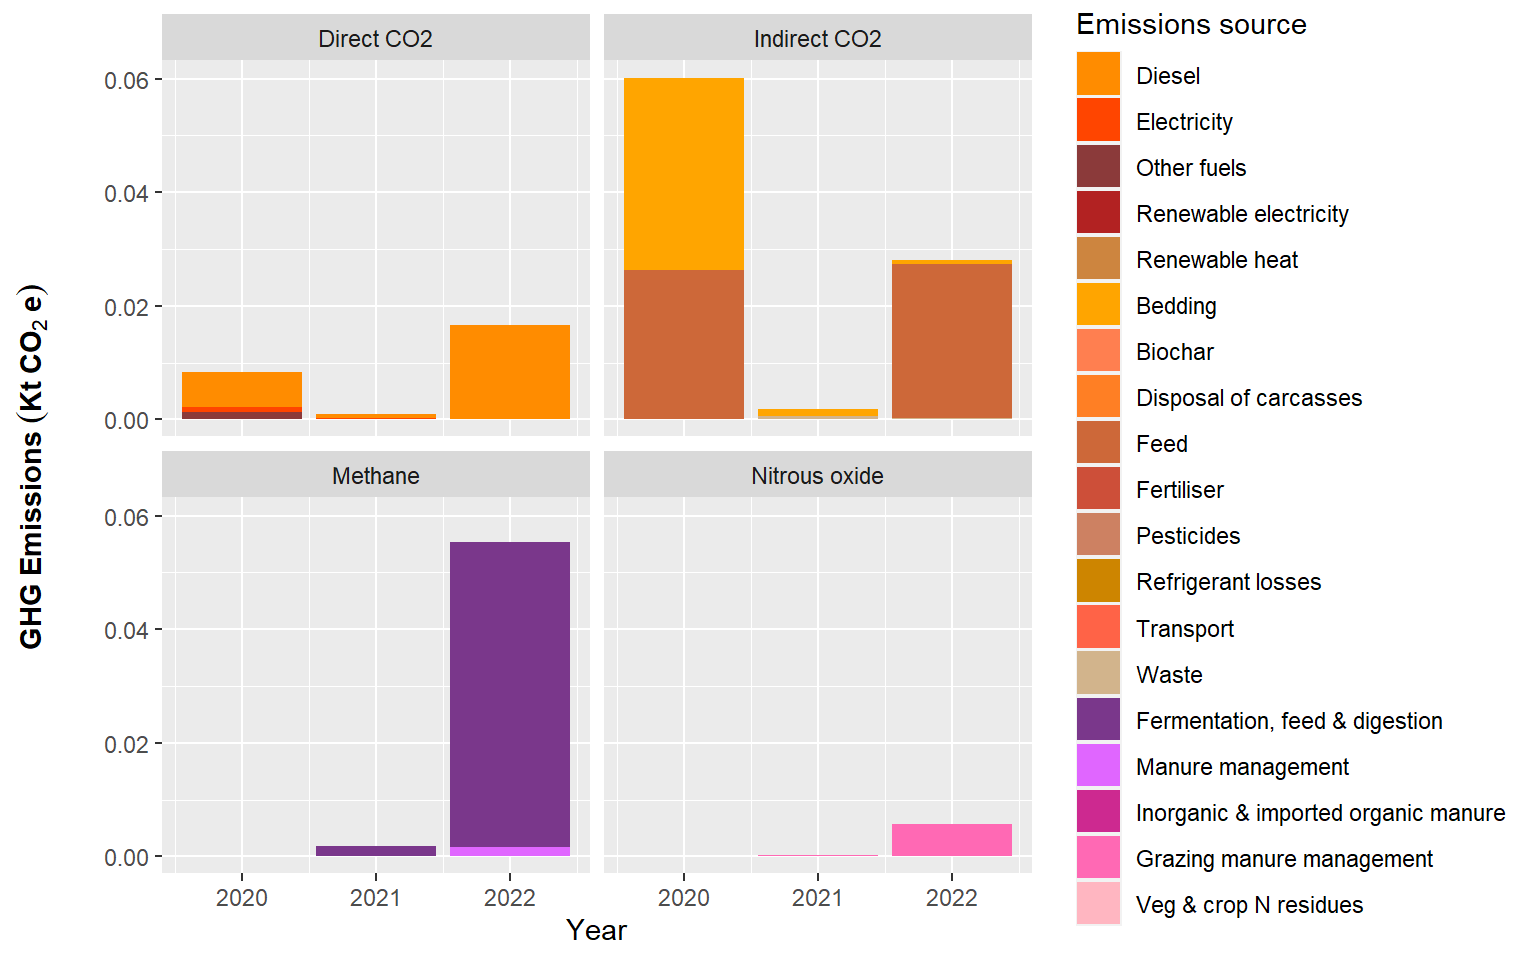 Direct CO2
Indirect CO2
0.06
0.04
0.02
0.00
Methane
Nitrous oxide
0.06
0.04
0.02
0.00
2020
2021
2022
2020
2021
2022
Year
GHG Emissions (Kt CO2 e)
Emissions source
Diesel
Electricity
Other fuels
Renewable electricity
Renewable heat
Bedding
Biochar
Disposal of carcasses
Feed
Fertiliser
Pesticides
Refrigerant losses
Transport
Waste
Fermentation, feed & digestion
Manure management
Inorganic & imported organic manure
Grazing manure management
Veg & crop N residues